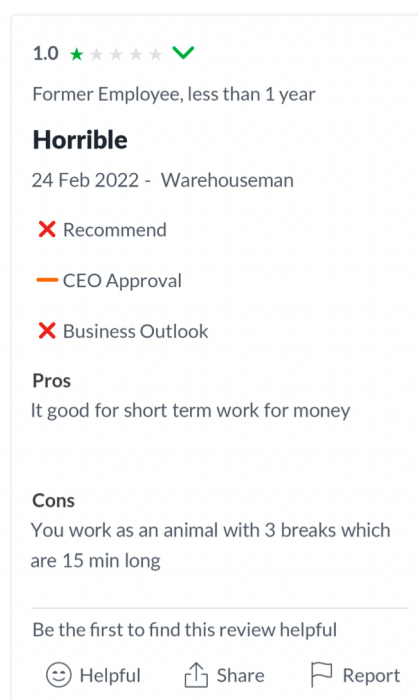 1.0
Former Employee, less than 1 year
Horrible
24 Feb 2022 - Warehouseman
Recommend
CEO Approval
Business Outlook
Pros
It good for short term work for money
Cons
You work as an animal with 3 breaks which
are 15 min long
Be the first to find this review helpful
Helpful Share Report